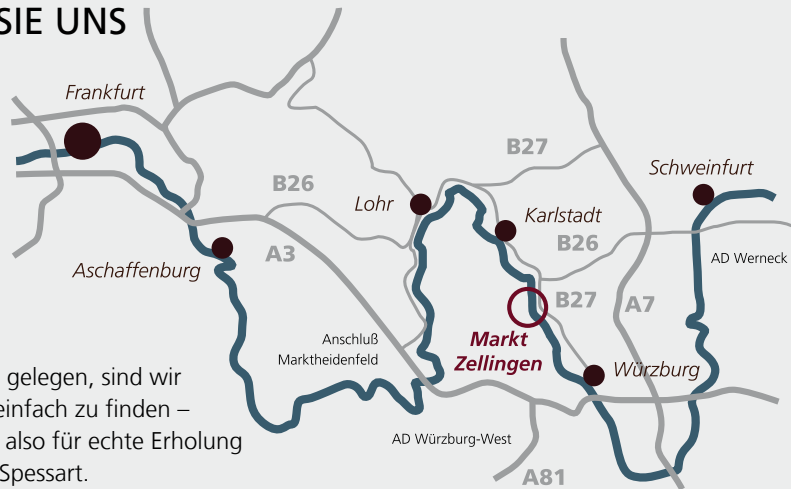 SIE UNS
Frankfurt
B27
Schweinfurt
B26
Lohr
Karlstadt
B26
A3
AD Werneck
Aschaffenburg
B27
A7
Anschluß
Marktheidenfeld
Markt
Zellingen
Würzburg
gelegen, sind wir
einfach zu finden –
also für echte Erholung
Spessart.
AD Würzburg-West
A81